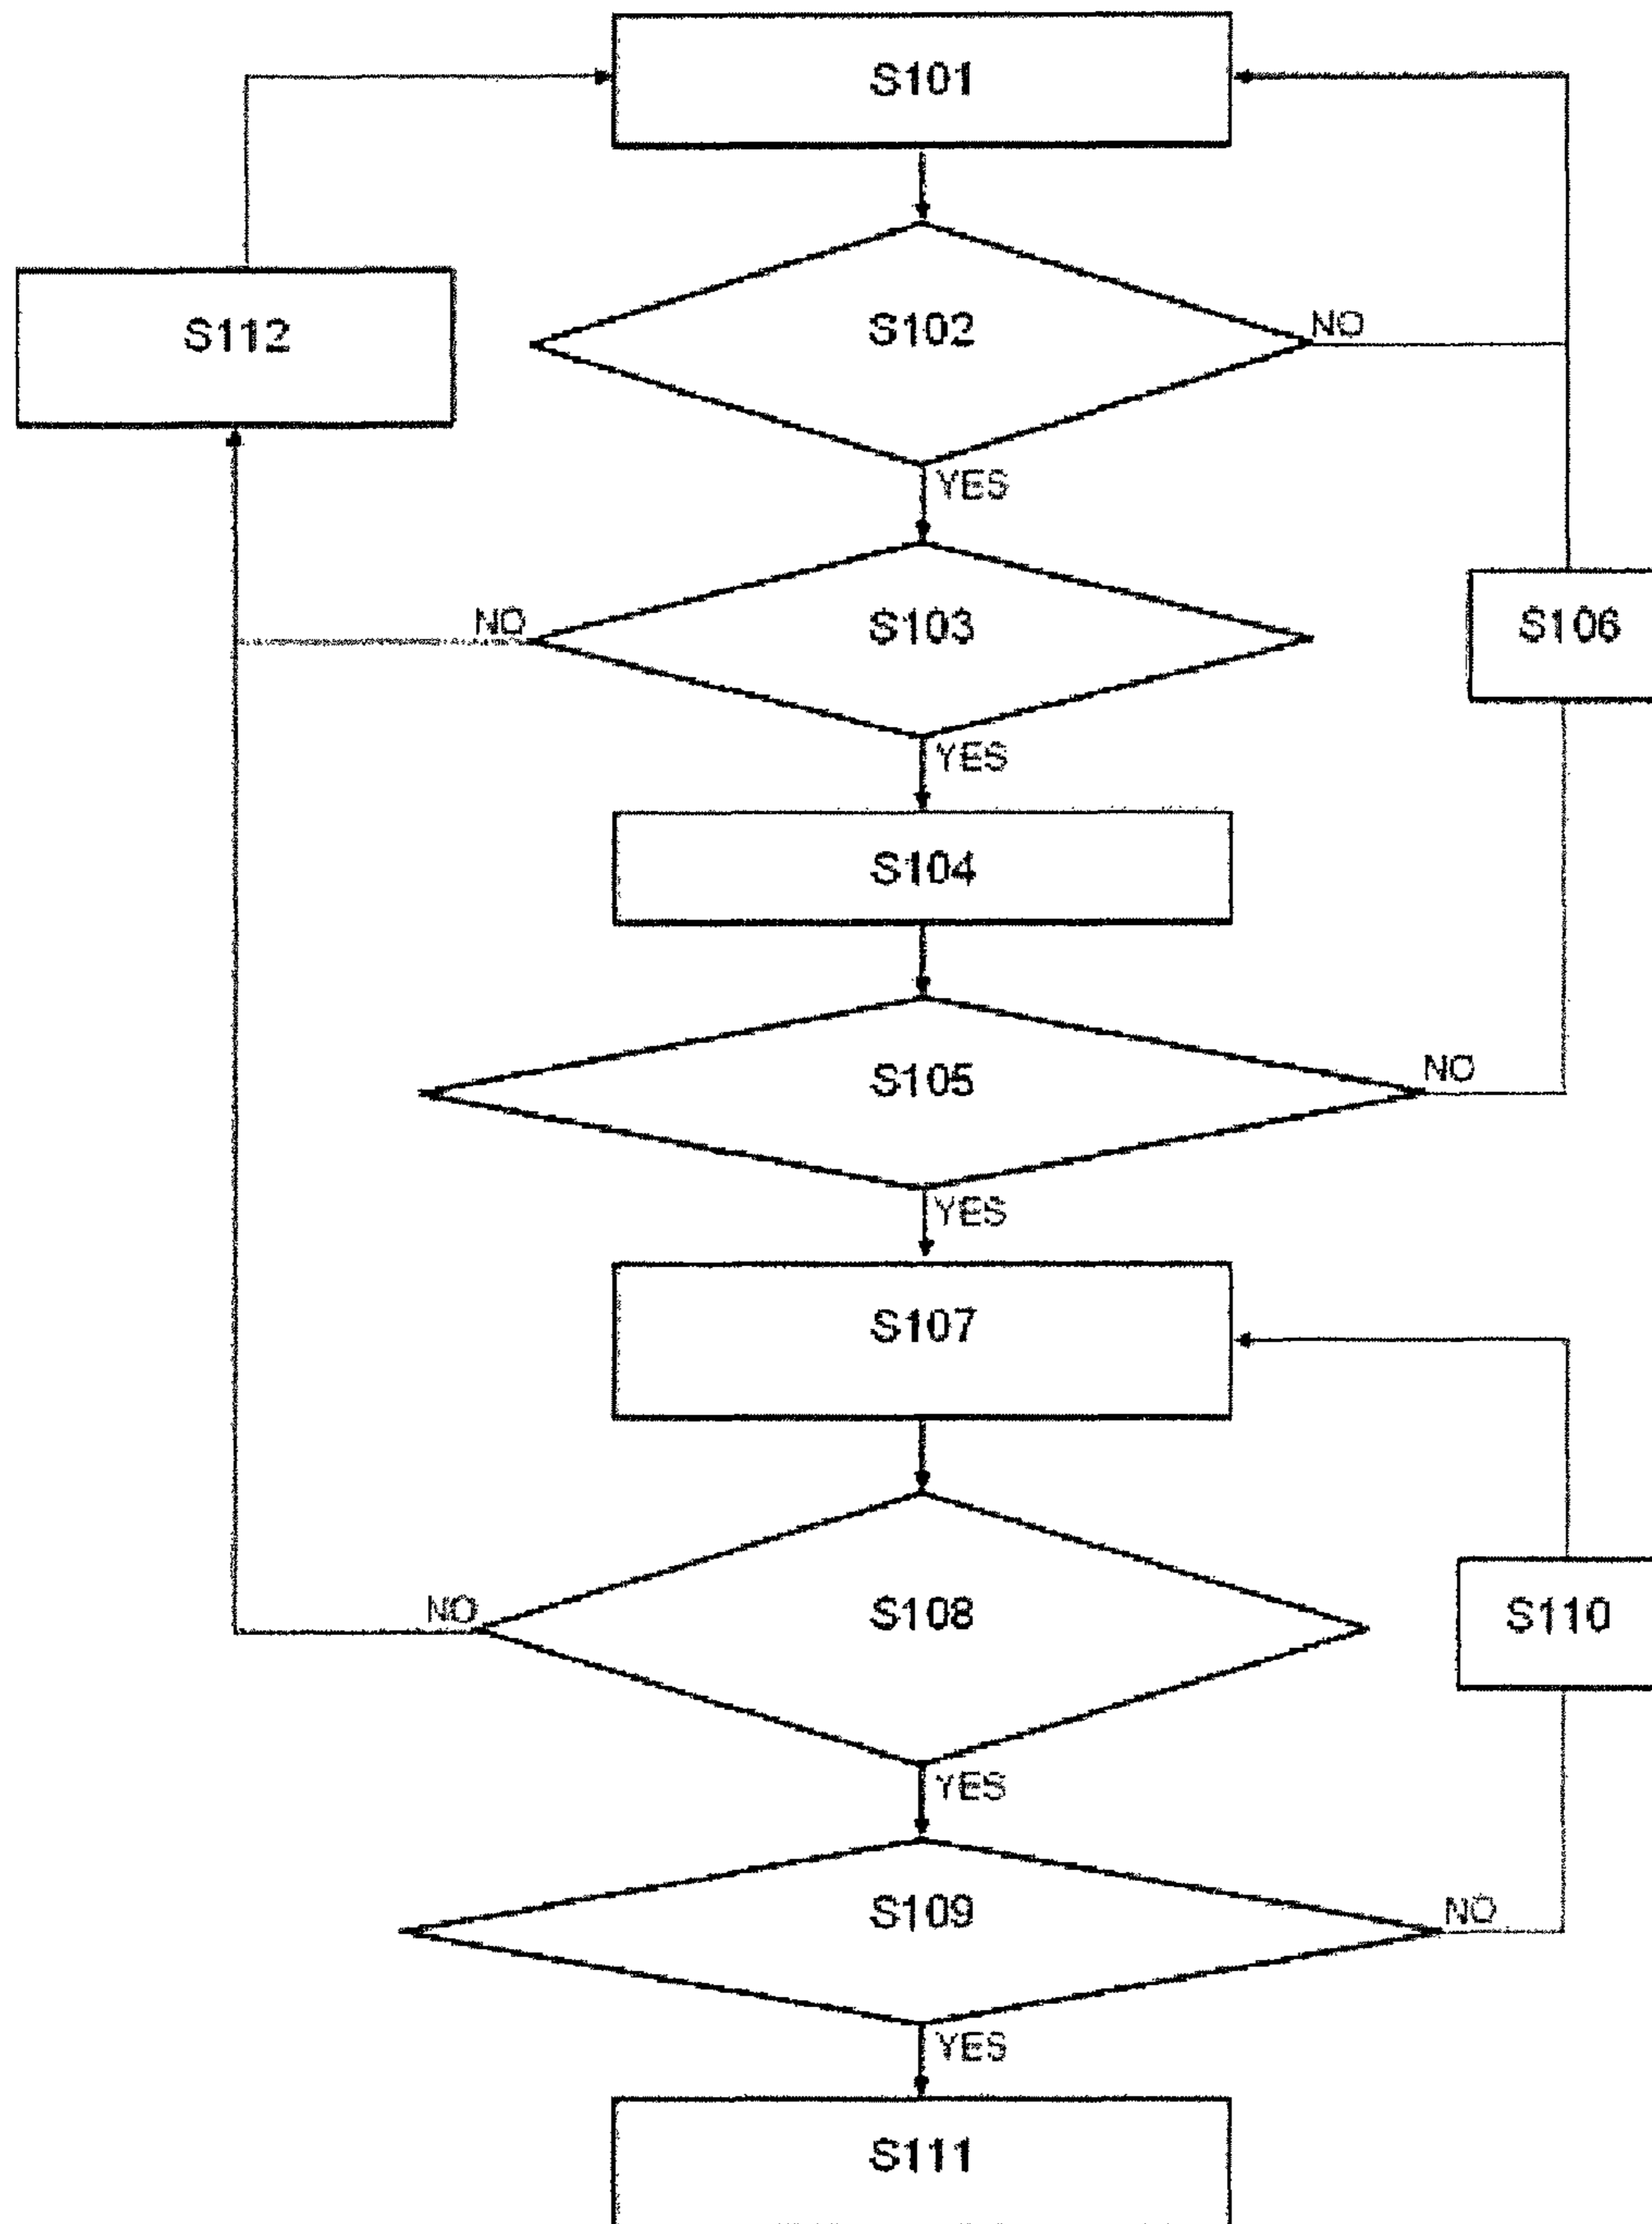 S101
S102
NO
S112
YES
S103
NO
S106
YES
S104
S105
NO
YES
S107
S108
NO
S110
YES
S109
NO
YES
S111